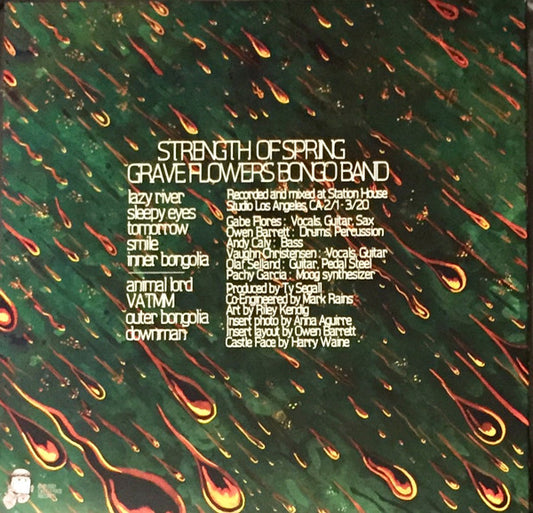 STRENGTH OF SPRING
GRAVE FLOWERS BONGO BAND
lazy river
sleepy eyes
tomorrow
smile
inner bongolia
animal lord
VATMM
outer bongolia
downman
Recorded and mixed at Station House
Studio Los Angeles, CA 2/1 - 3/20
Gabe Flores : Vocals, Guitar, Sax
Owen Barrett : Drums, Percussion
Andy Caly : Bass
Vaughn Christensen : Vocals, Guitar
Olaf Selland : Guitar, Pedal Steel
Pachy Garcia : Moog synthesizer
Produced by Ty Segall
Co-Engineered by Mark Rains
Art by Riley Kendig
Insert photo by Anna Aguirre
Insert layout by Owen Barrett
Castle Face by Harry Waine